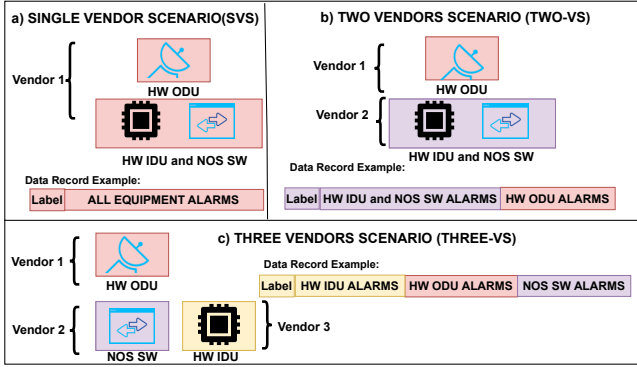 a) SINGLE VENDOR SCENARIO(SVS)
Vendor 1
HW ODU
HW IDU and NOS SW
Data Record Example:
Label ALL EQUIPMENT ALARMS
b) TWO VENDORS SCENARIO (TWO-VS)
Vendor 1
HW ODU
Vendor 2
HW IDU and NOS SW
Data Record Example:
Label HW IDU and NOS SW ALARMS HW ODU ALARMS
c) THREE VENDORS SCENARIO (THREE-VS)
Vendor 1
HW ODU
Data Record Example:
Label HW IDU ALARMS HW ODU ALARMS NOS SW ALARMS
Vendor 2
NOS SW
HW IDU
Vendor 3